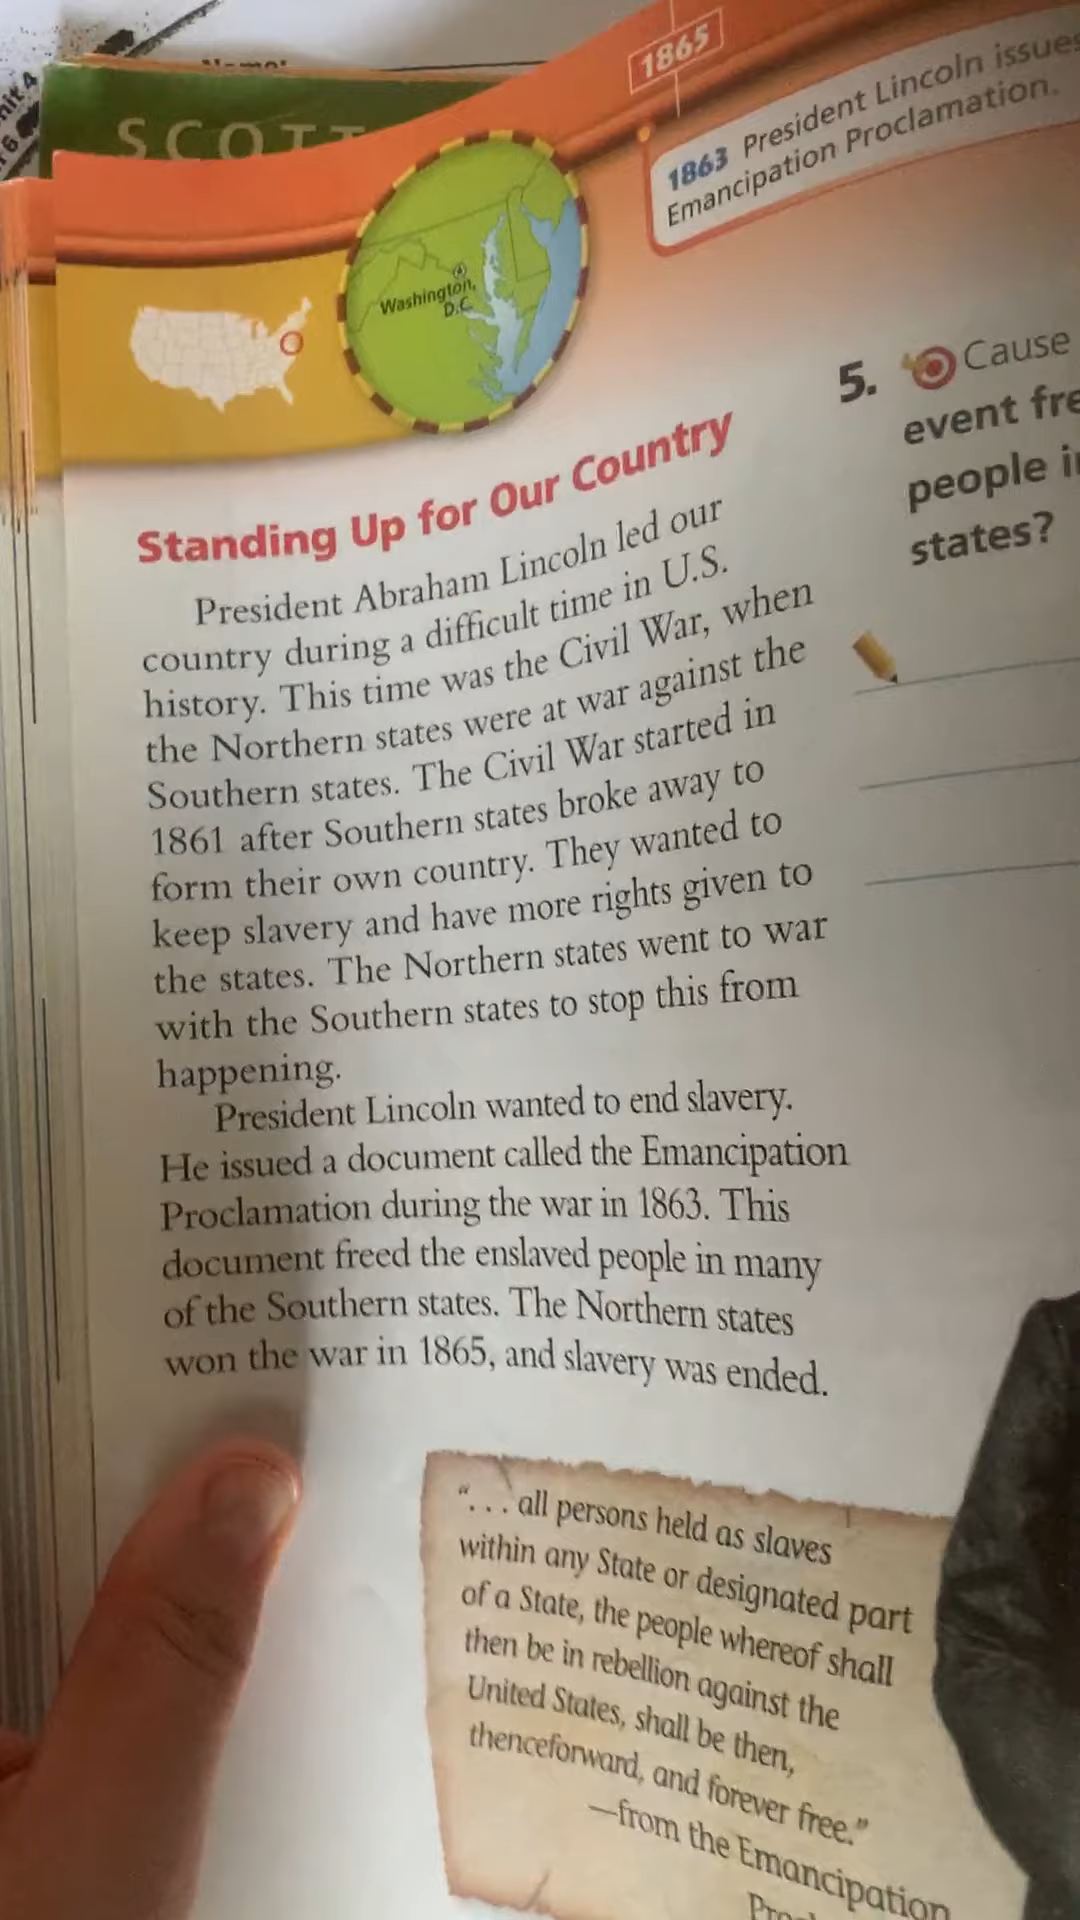 nit 4
SCOTT
1865
1863 President Lincoln issues
Emancipation Proclamation.
Washington,
D.C.
Standing Up for Our Country
President Abraham Lincoln led our
country during a difficult time in U.S.
history. This time was the Civil War, when
the Northern states were at war against the
Southern states. The Civil War started in
1861 after Southern states broke away to
form their own country. They wanted to
keep slavery and have more rights given to
the states. The Northern states went to war
with the Southern states to stop this from
happening.
President Lincoln wanted to end slavery.
He issued a document called the Emancipation
Proclamation during the war in 1863. This
document freed the enslaved people in many
of the Southern states. The Northern states
won the war in 1865, and slavery was ended.
5. Cause
event fre
people i
states?
“. . . all persons held as slaves
within any State or designated part
of a State, the people whereof shall
then be in rebellion against the
United States, shall be then,
thenceforward, and forever free.”
—from the Emancipation